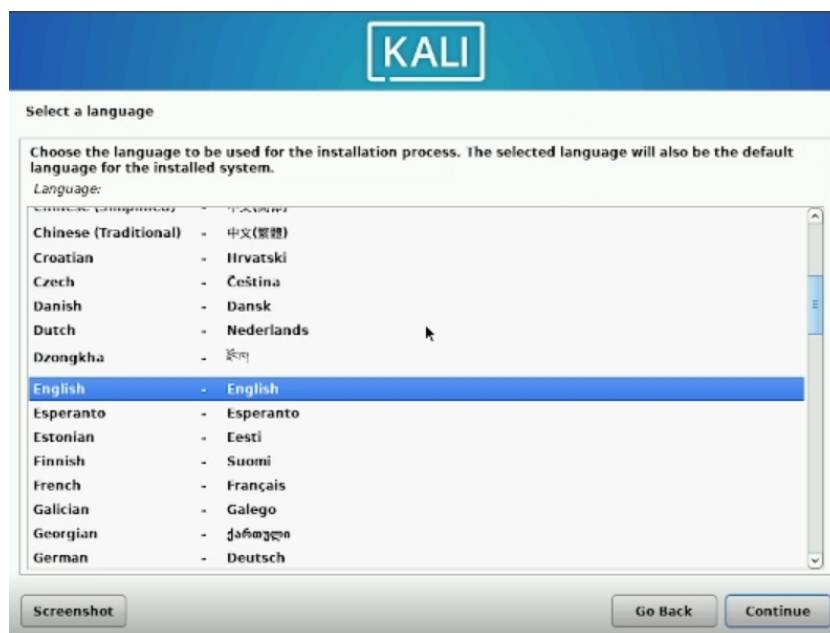 KALI
Select a language
Choose the language to be used for the installation process. The selected language will also be the default
language for the installed system.
Language:
Chinese (Traditional) - 中文(繁體)
Croatian - Hrvatski
Czech - Čeština
Danish - Dansk
Dutch - Nederlands
Dzongkha -
English - English
Esperanto - Esperanto
Estonian - Eesti
Finnish - Suomi
French - Français
Galician - Galego
Georgian - ქართული
German - Deutsch
Screenshot Go Back Continue